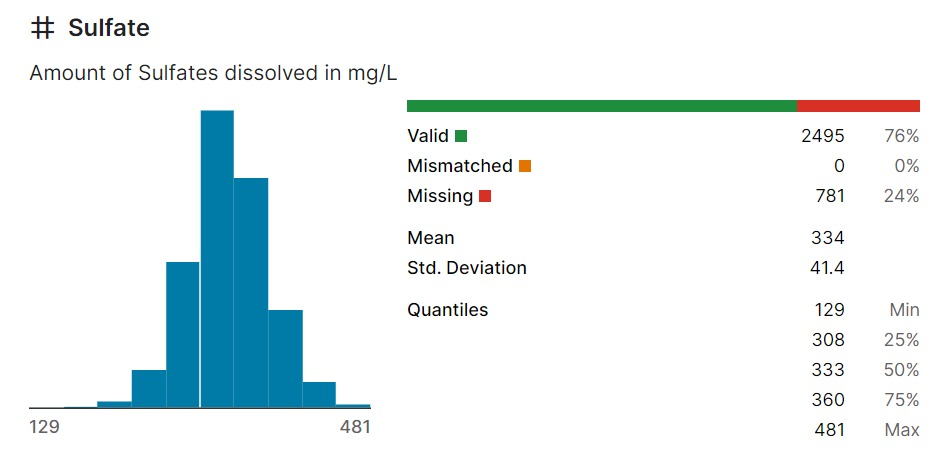 # Sulfate
Amount of Sulfates dissolved in mg/L
129 481
Valid 2495 76%
Mismatched 0 0%
Missing 781 24%
Mean 334
Std. Deviation 41.4
Quantiles 129 Min
308 25%
333 50%
360 75%
481 Max